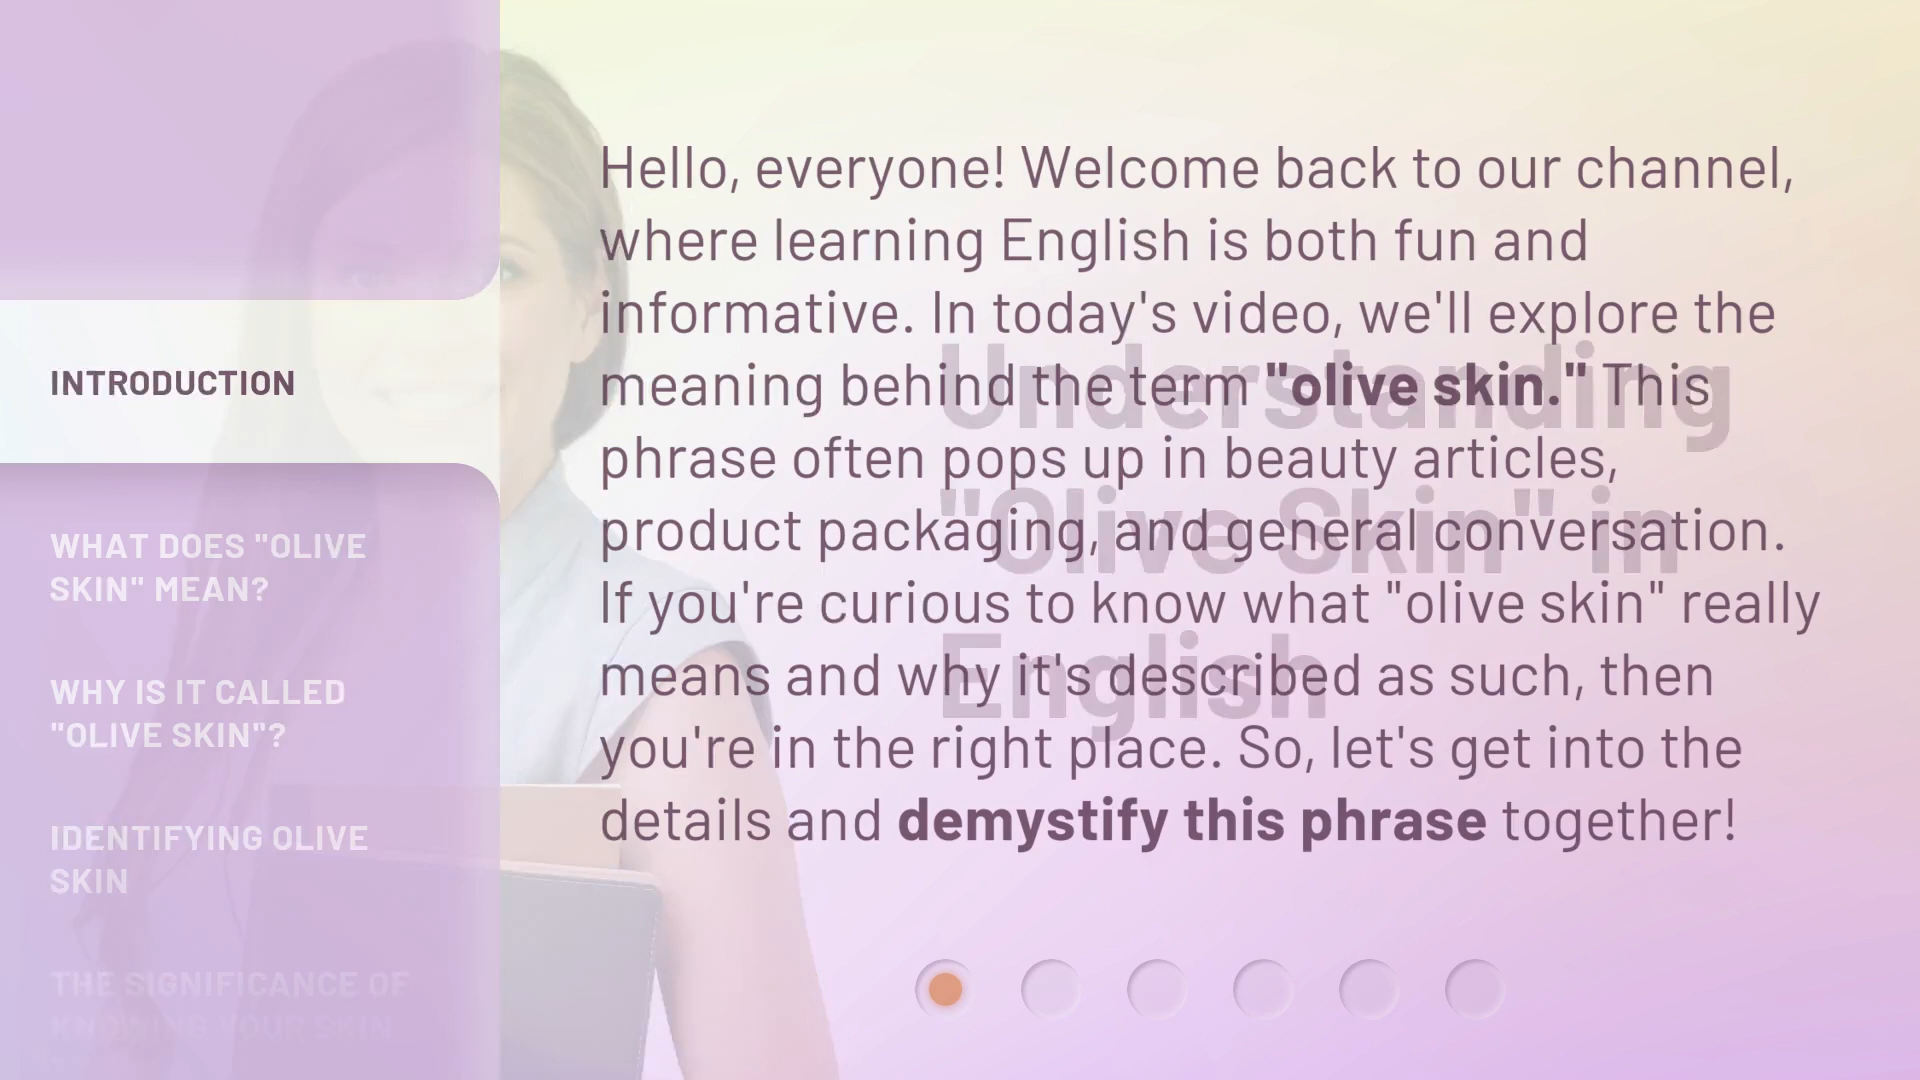 INTRODUCTION
WHAT DOES "OLIVE
SKIN" MEAN?
WHY IS IT CALLED
"OLIVE SKIN"?
IDENTIFYING OLIVE
SKIN
THE SIGNIFICANCE OF
KNOWING YOUR SKIN
Hello, everyone! Welcome back to our channel,
where learning English is both fun and
informative. In today's video, we'll explore the
meaning behind the term "olive skin." This
phrase often pops up in beauty articles,
product packaging, and general conversation.
If you're curious to know what "olive skin" really
means and why it's described as such, then
you're in the right place. So, let's get into the
details and demystify this phrase together!
Understanding
"Olive Skin" in
English